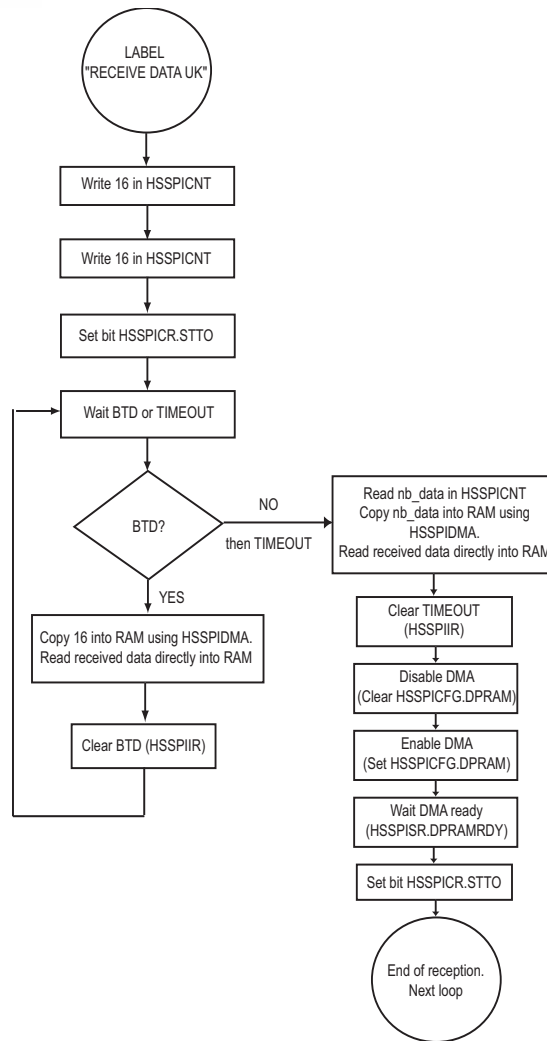 LABEL
"RECEIVE DATA UK"
Write 16 in HSSPICNT
Write 16 in HSSPICNT
Set bit HSSPICR.STTO
Wait BTD or TIMEOUT
BTD?
NO
then TIMEOUT
YES
Copy 16 into RAM using HSSPIDMA.
Read received data directly into RAM
Clear BTD (HSSPIIR)
Read nb_data in HSSPICNT
Copy nb_data into RAM using
HSSPIDMA.
Read received data directly into RAM
Clear TIMEOUT
(HSSPIIR)
Disable DMA
(Clear HSSPICFG.DPRAM)
Enable DMA
(Set HSSPICFG.DPRAM)
Wait DMA ready
(HSSPISR.DPRAMRDY)
Set bit HSSPICR.STTO
End of reception.
Next loop